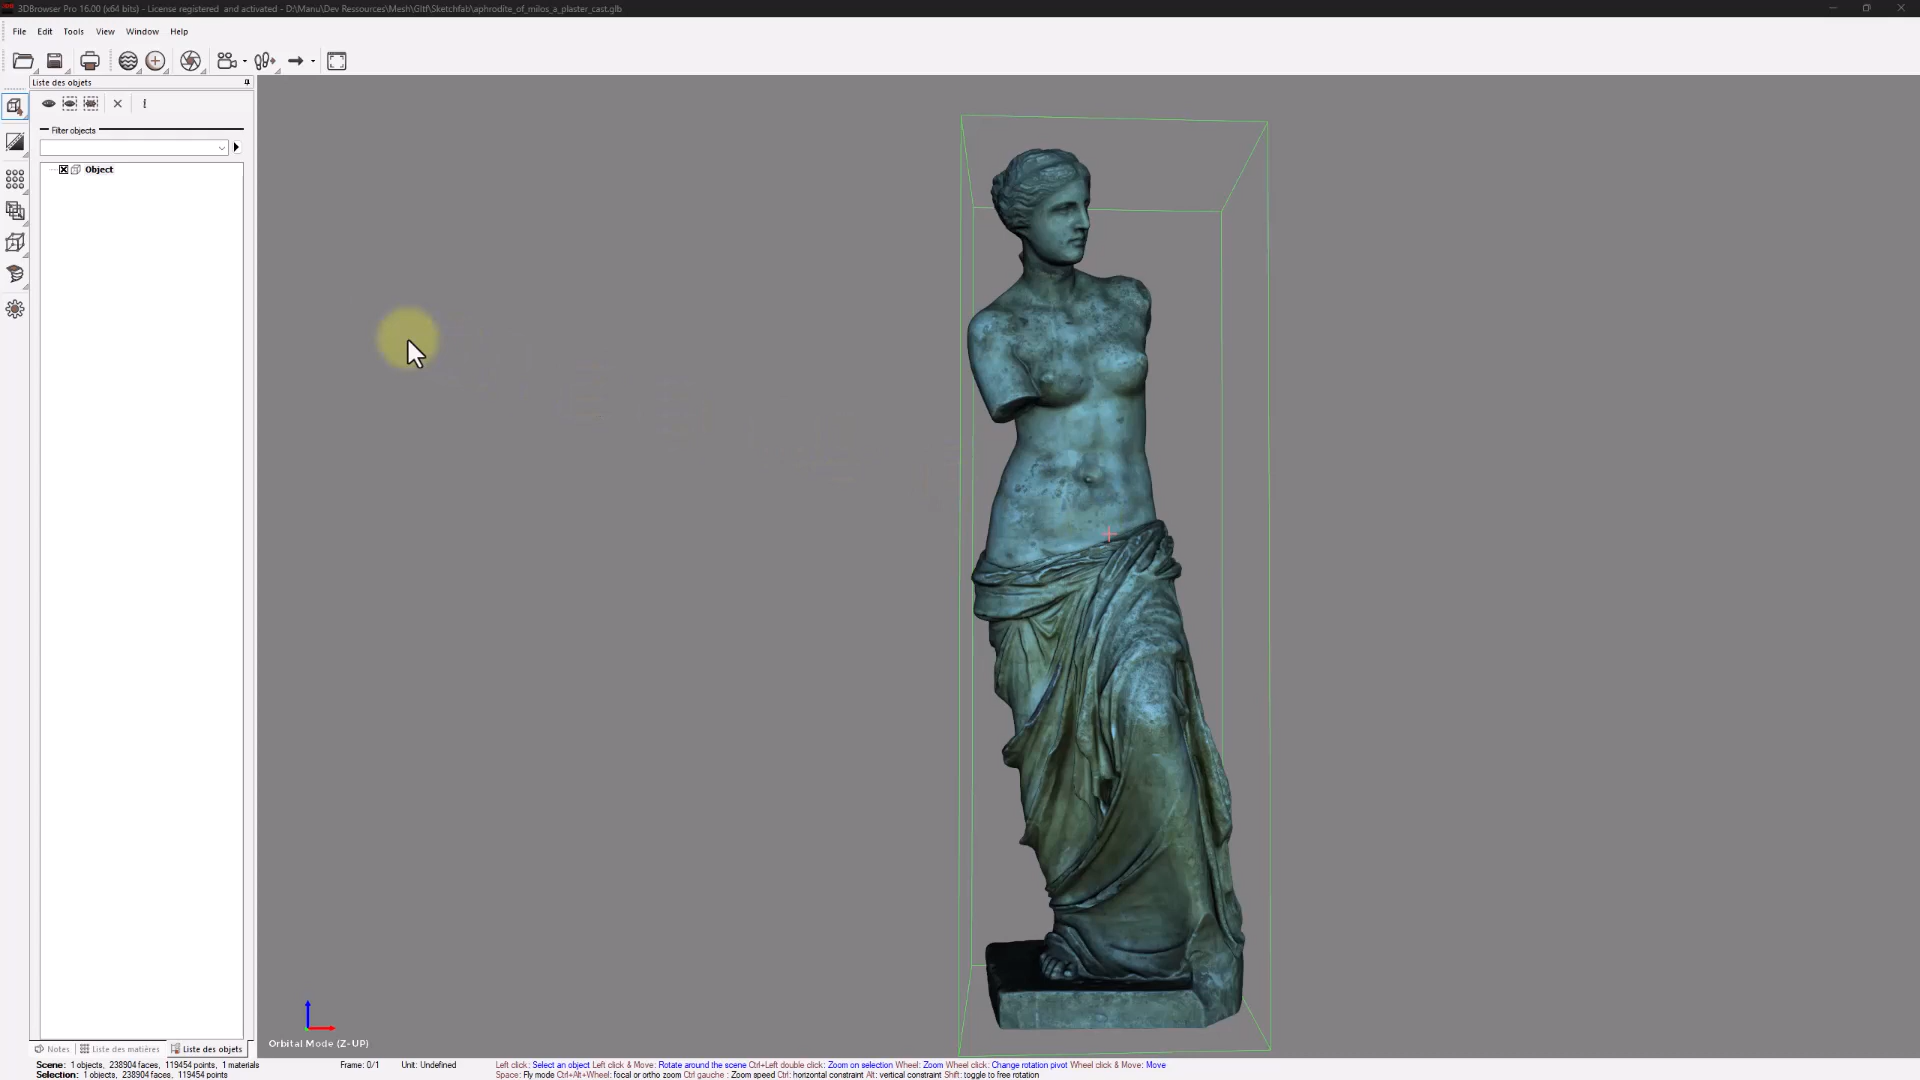 3DBrowser Pro 16.00 (x64 bits) - License registered  and activated - D:\Manu\Dev Ressources\Mesh\Gltf\Sketchfab\aphrodite_of_milos_a_plaster_cast.glb
File Edit Tools View Window Help
Liste des objets
Filter objects
Object
Orbital Mode (Z-UP)
Notes Liste des matières Liste des objets
Scene: 1 objects, 238904 faces, 119454 points, 1 materials Frame: 0/1 Unit: Undefined Left click: Select an object Left click & Move: Rotate around the scene Ctrl+Left double click: Zoom on selection Wheel: Zoom Wheel click: Change rotation pivot Wheel click & Move: Move
Selection: 1 objects, 238904 faces, 119454 points Space: Fly mode Ctrl+Alt+Wheel: focal or ortho zoom Ctrl gauche : Zoom speed Ctrl: horizontal constraint Alt: vertical constraint Shift: toggle to free rotation